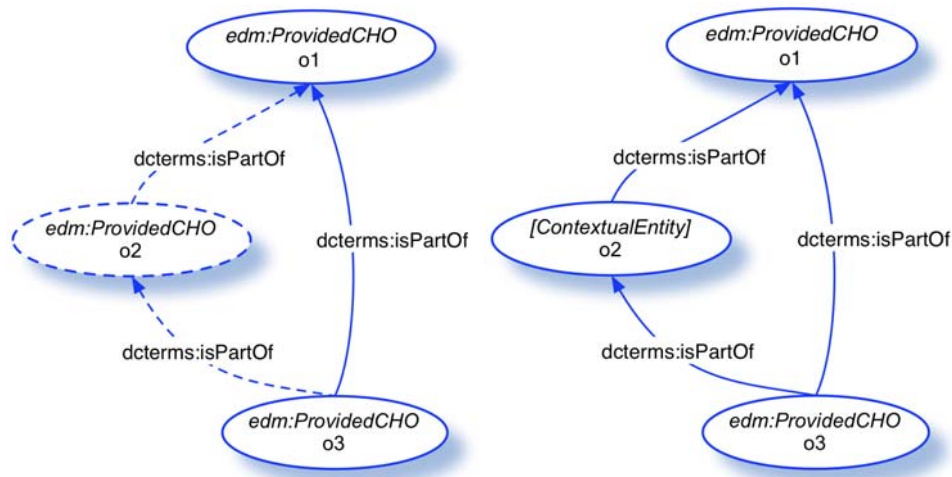 edm:ProvidedCHO
o1
dcterms:isPartOf
edm:ProvidedCHO
o2
dcterms:isPartOf
dcterms:isPartOf
edm:ProvidedCHO
o3
edm:ProvidedCHO
o1
dcterms:isPartOf
[ContextualEntity]
o2
dcterms:isPartOf
dcterms:isPartOf
edm:ProvidedCHO
o3